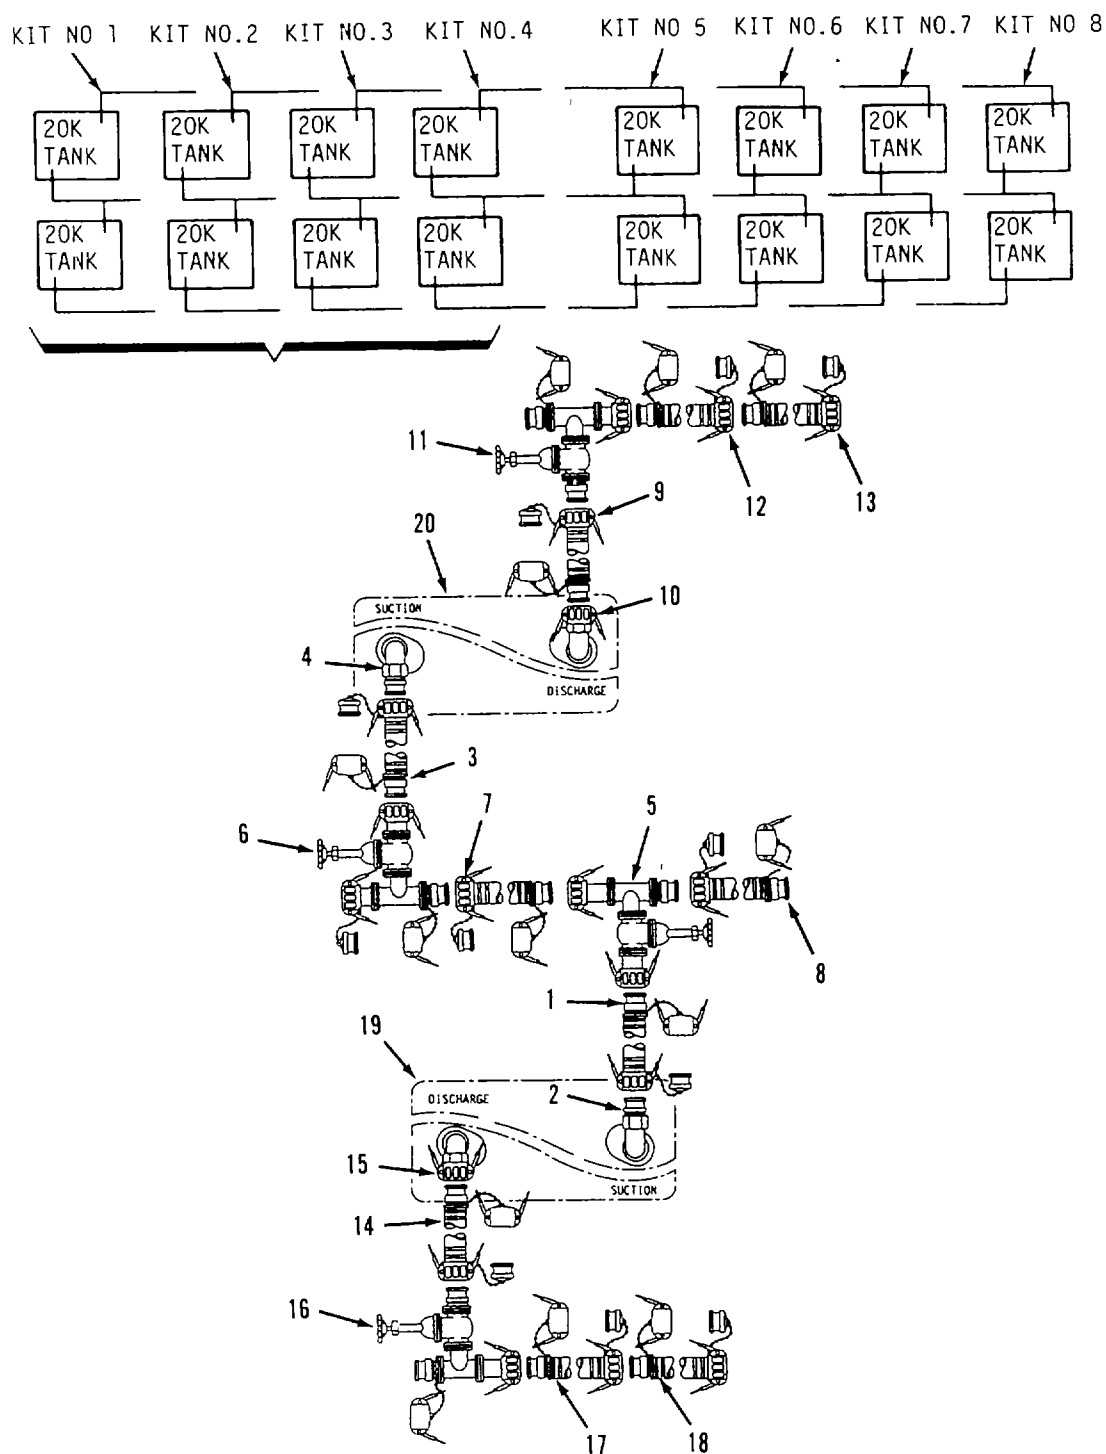 KIT NO 1 KIT NO.2 KIT NO.3 KIT NO.4 KIT NO 5 KIT NO.6 KIT NO.7 KIT NO 8
20K 20K 20K 20K 20K 20K 20K 20K
TANK TANK TANK TANK TANK TANK TANK TANK
20K 20K 20K 20K 20K 20K 20K 20K
TANK TANK TANK TANK TANK TANK TANK TANK
11
12
13
9
20
10
SUCTION
4
DISCHARGE
3
6
7
5
8
1
19
2
DISCHARGE
15
SUCTION
14
16
17
18